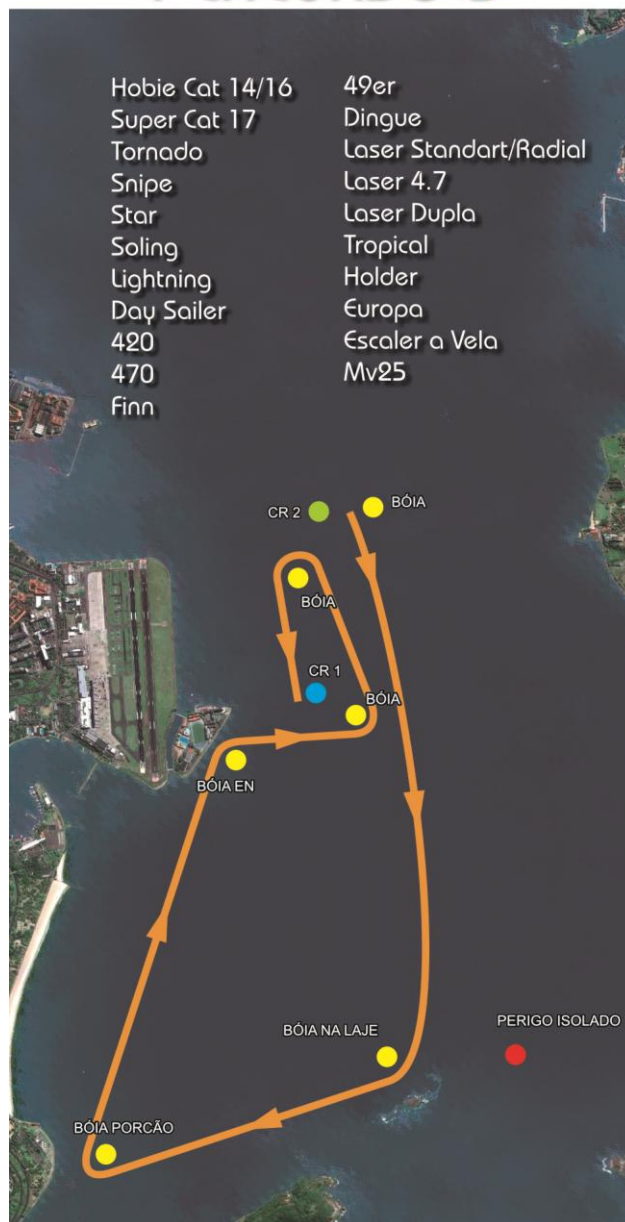 Hobie Cat 14/16
Super Cat 17
Tornado
Snipe
Star
Soling
Lightning
Day Sailer
420
470
Finn
49er
Dingue
Laser Standart/Radial
Laser 4.7
Laser Dupla
Tropical
Holder
Europa
Escaler a Vela
Mv25
CR 2
BÓIA
BÓIA
CR 1
BÓIA
BÓIA EN
BÓIA NA LAJE
PERIGO ISOLADO
BÓIA PORCÃO